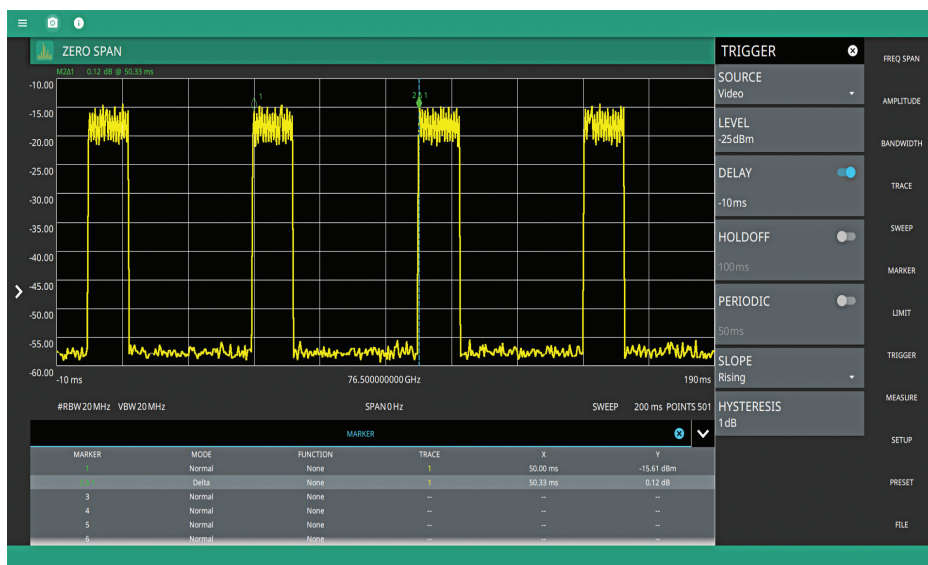 ZERO SPAN
M2Δ1 0.12 dB @ 50.33 ms
-10.00
-15.00
-20.00
-25.00
-30.00
-35.00
-40.00
-45.00
-50.00
-55.00
-60.00
1
2 Δ 1
-10 ms 76.500000000 GHz 190 ms
#RBW 20 MHz VBW 20 MHz SPAN 0 Hz SWEEP 200 ms POINTS 501
MARKER
MARKER MODE FUNCTION TRACE X Y
1 Normal None 1 50.00 ms -15.61 dBm
Delta None 1 50.33 ms 0.12 dB
3 Normal None -- -- --
4 Normal None -- -- --
5 Normal None -- -- --
6 Normal None -- -- --
TRIGGER
SOURCE
Video
LEVEL
-25dBm
DELAY
-10ms
HOLDOFF
100ms
PERIODIC
50ms
SLOPE
Rising
HYSTERESIS
1dB
FREQ SPAN
AMPLITUDE
BANDWIDTH
TRACE
SWEEP
MARKER
LIMIT
TRIGGER
MEASURE
SETUP
PRESET
FILE